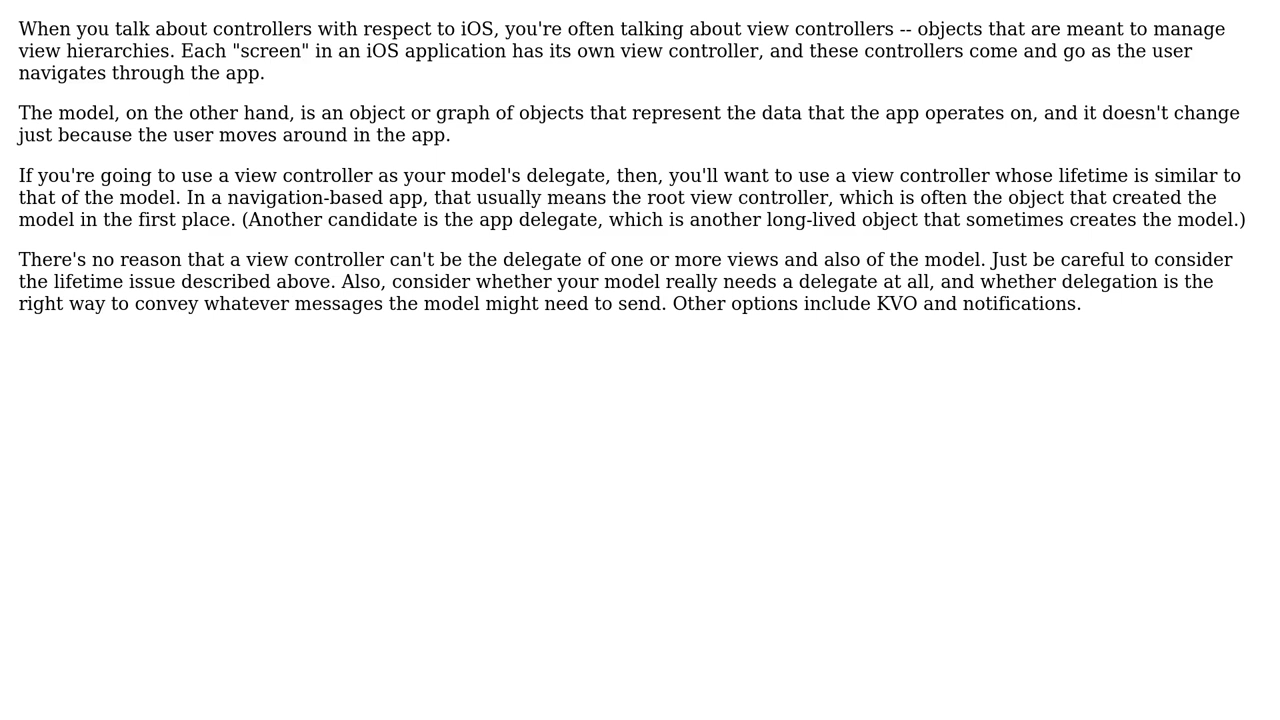 When you talk about controllers with respect to iOS, you're often talking about view controllers -- objects that are meant to manage
view hierarchies. Each "screen" in an iOS application has its own view controller, and these controllers come and go as the user
navigates through the app.
The model, on the other hand, is an object or graph of objects that represent the data that the app operates on, and it doesn't change
just because the user moves around in the app.
If you're going to use a view controller as your model's delegate, then, you'll want to use a view controller whose lifetime is similar to
that of the model. In a navigation-based app, that usually means the root view controller, which is often the object that created the
model in the first place. (Another candidate is the app delegate, which is another long-lived object that sometimes creates the model.)
There's no reason that a view controller can't be the delegate of one or more views and also of the model. Just be careful to consider
the lifetime issue described above. Also, consider whether your model really needs a delegate at all, and whether delegation is the
right way to convey whatever messages the model might need to send. Other options include KVO and notifications.